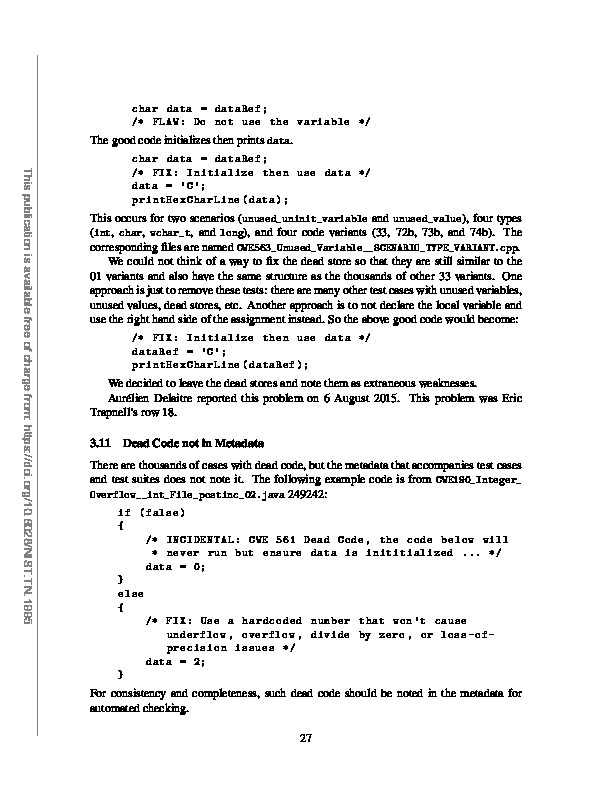 char data = dataRef;
/* FLAW: Do not use the variable */
The good code initializes then prints data.
char data = dataRef;
/* FIX: Initialize then use data */
data = 'C';
printHexCharLine(data);
This occurs for two scenarios (unused_uninit_variable and unused_value), four types
(int, char, wchar_t, and long), and four code variants (33, 72b, 73b, and 74b). The
corresponding files are named CWE563_Unused_Variable__SCENARIO_TYPE_VARIANT.cpp.
We could not think of a way to fix the dead store so that they are still similar to the
01 variants and also have the same structure as the thousands of other 33 variants. One
approach is just to remove these tests: there are many other test cases with unused variables,
unused values, dead stores, etc. Another approach is to not declare the local variable and
use the right hand side of the assignment instead. So the above good code would become:
/* FIX: Initialize then use data */
dataRef = 'C';
printHexCharLine(dataRef);
We decided to leave the dead stores and note them as extraneous weaknesses.
Aurélien Delaitre reported this problem on 6 August 2015. This problem was Eric
Trapnell's row 18.
3.11 Dead Code not in Metadata
There are thousands of cases with dead code, but the metadata that accompanies test cases
and test suites does not note it. The following example code is from CWE190_Integer_
Overflow__int_File_postinc_02.java 249242:
if (false)
{
/* INCIDENTAL: CWE 561 Dead Code, the code below will
* never run but ensure data is inititialized ... */
data = 0;
}
else
{
/* FIX: Use a hardcoded number that won't cause
underflow, overflow, divide by zero, or loss-of-
precision issues */
data = 2;
}
For consistency and completeness, such dead code should be noted in the metadata for
automated checking.
27
This publication is available free of charge from: https://doi.org/10.6028/NIST.TN.1995